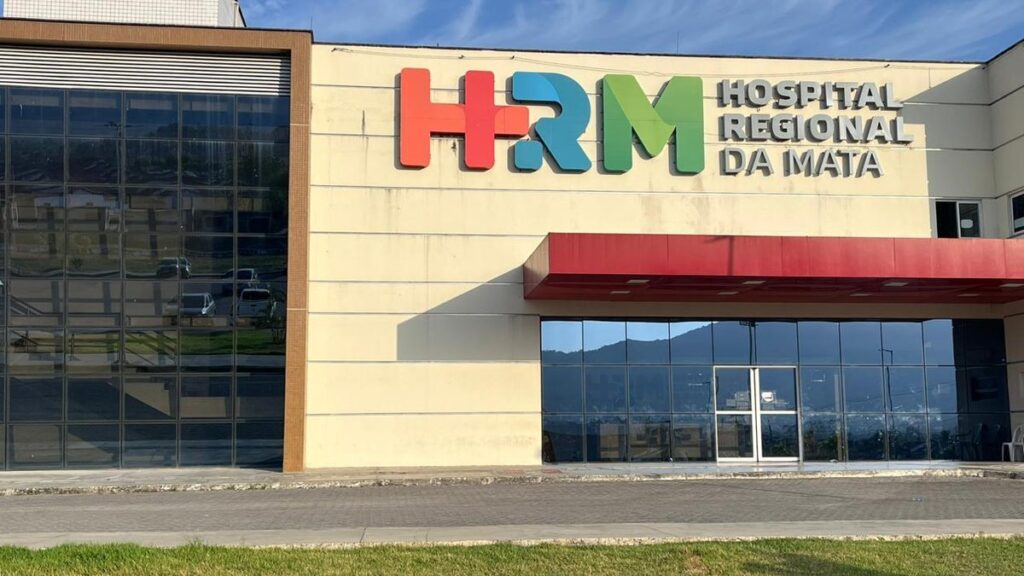 HRM
HOSPITAL
REGIONAL
DA MATA